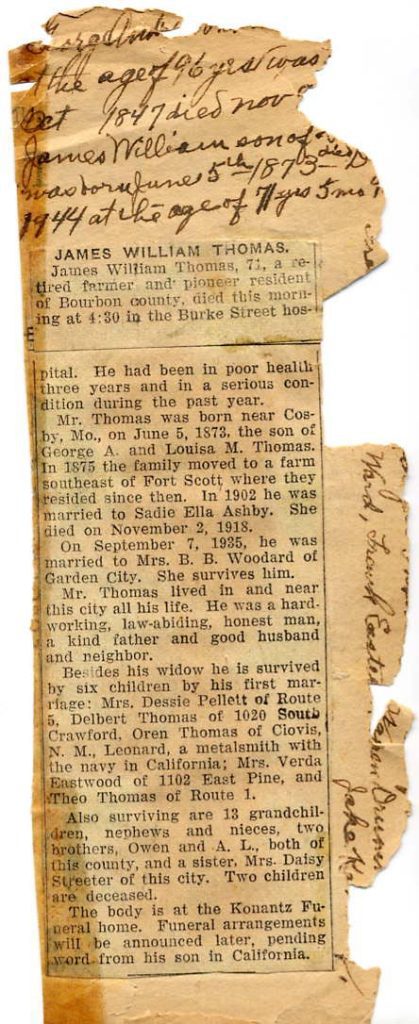 the age of 96 yrs was
Oct 1847 died nov
James William son of
was born June 5th 1873 died
1944 at the age of 71 yrs 5 mo
JAMES WILLIAM THOMAS.
James William Thomas, 71, a re-
tired farmer and pioneer resident
of Bourbon county, died this morn-
ing at 4:30 in the Burke Street hos-
pital. He had been in poor health
three years and in a serious con-
dition during the past year.
Mr. Thomas was born near Cos-
by, Mo., on June 5, 1873, the son of
George A. and Louisa M. Thomas.
In 1875 the family moved to a farm
southeast of Fort Scott where they
resided since then. In 1902 he was
married to Sadie Ella Ashby. She
died on November 2, 1918.
On September 7, 1935, he was
married to Mrs. B. B. Woodard of
Garden City. She survives him.
Mr. Thomas lived in and near
this city all his life. He was a hard-
working, law-abiding, honest man,
a kind father and good husband
and neighbor.
Besides his widow he is survived
by six children by his first mar-
riage: Mrs. Dessie Pellett of Route
5, Delbert Thomas of 1020 South
Crawford, Oren Thomas of Clovis,
N. M., Leonard, a metalsmith with
the navy in California; Mrs. Verda
Eastwood of 1102 East Pine, and
Theo Thomas of Route 1.
Also surviving are 13 grandchil-
dren, nephews and nieces, two
brothers, Owen and A. L., both of
this county, and a sister, Mrs. Daisy
Streeter of this city. Two children
are deceased.
The body is at the Konantz Fu-
neral home. Funeral arrangements
will be announced later, pending
word from his son in California.
Ward, Frank